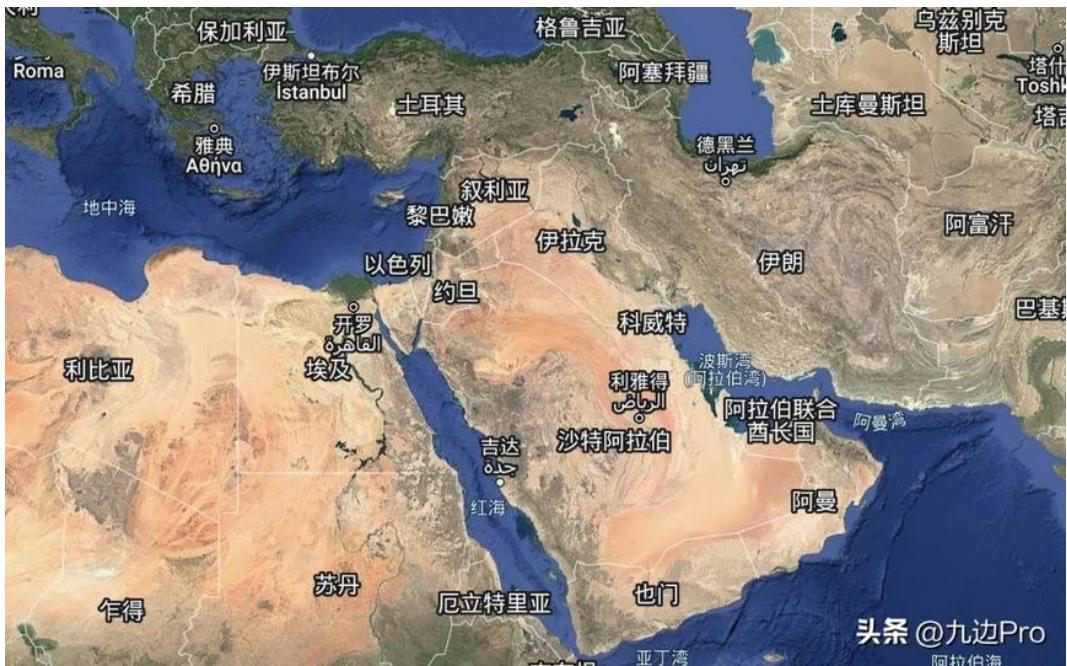 保加利亚
格鲁吉亚
乌兹别克
斯坦
Roma
伊斯坦布尔
İstanbul
阿塞拜疆
塔什
Toshk
希腊
土耳其
土库曼斯坦
塔吉
雅典
Αθήνα
德黑兰
تهران
地中海
叙利亚
黎巴嫩
伊拉克
阿富汗
以色列
约旦
伊朗
开罗
القاهرة
科威特
巴基斯
利比亚
埃及
波斯湾
(阿拉伯湾)
利雅得
الرياض
阿拉伯联合
酋长国
阿曼湾
沙特阿拉伯
吉达
جدة
红海
阿曼
苏丹
乍得
厄立特里亚
也门
头条 @九边Pro
亚丁湾
阿拉伯海